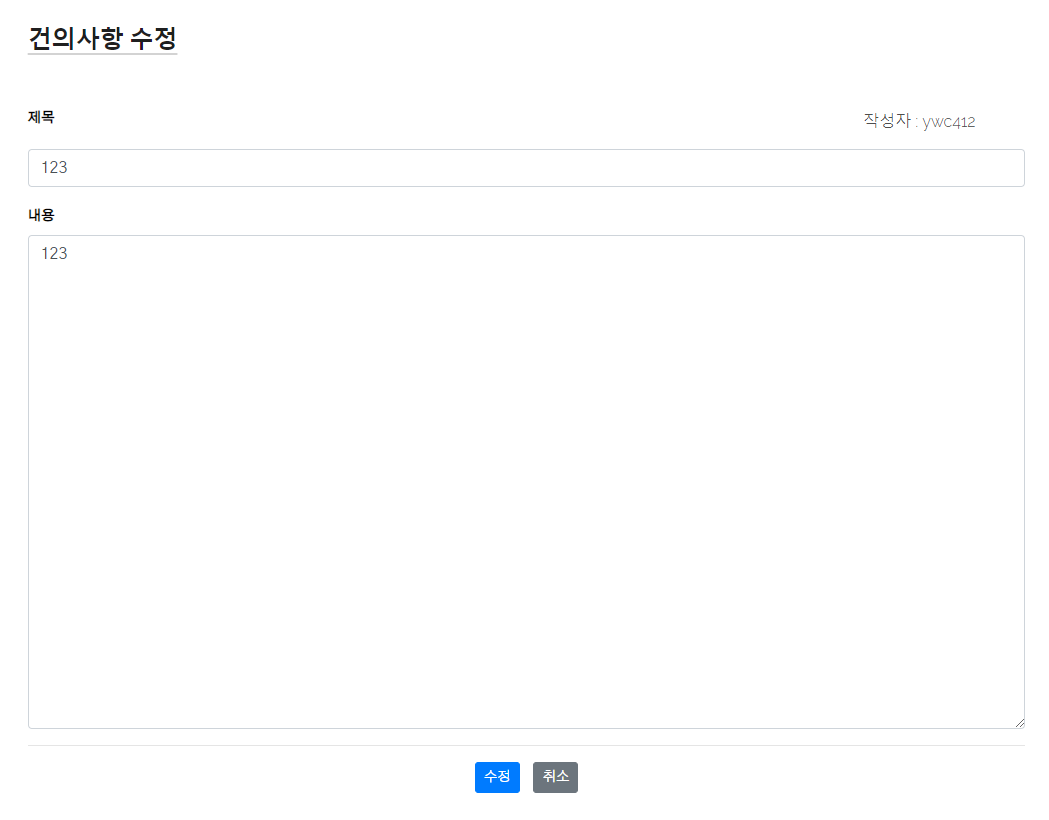 건의사항 수정
제목
작성자 : ywc412
123
내용
123
수정 취소